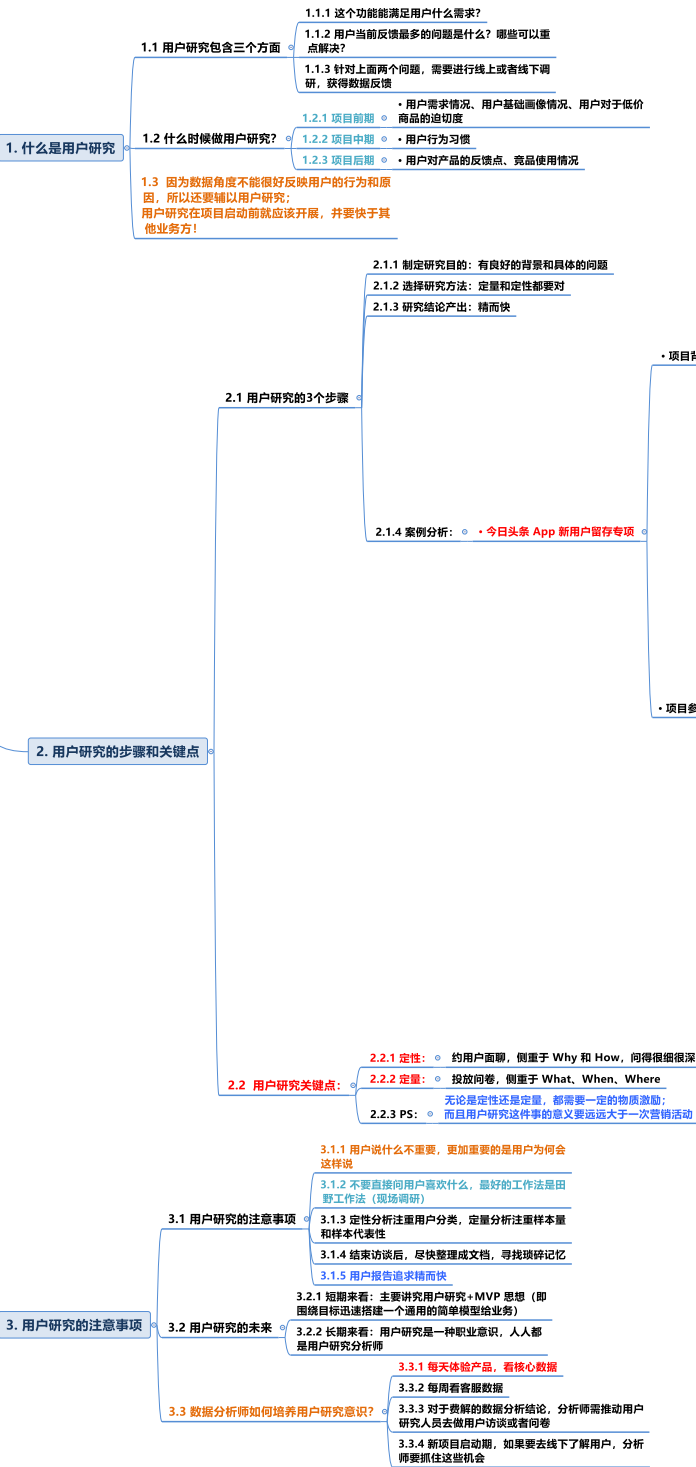 1. 什么是用户研究
1.1 用户研究包含三个方面
1.1.1 这个功能能满足用户什么需求？
1.1.2 用户当前反馈最多的问题是什么？哪些可以重
点解决？
1.1.3 针对上面两个问题，需要进行线上或者线下调
研，获得数据反馈
1.2 什么时候做用户研究？
1.2.1 项目前期
• 用户需求情况、用户基础画像情况、用户对于低价
商品的迫切度
1.2.2 项目中期
• 用户行为习惯
1.2.3 项目后期
• 用户对产品的反馈点、竞品使用情况
1.3 因为数据角度不能很好反映用户的行为和原
因，所以还要辅以用户研究；
用户研究在项目启动前就应该开展，并要快于其
他业务方！
2. 用户研究的步骤和关键点
2.1 用户研究的3个步骤
2.1.1 制定研究目的：有良好的背景和具体的问题
2.1.2 选择研究方法：定量和定性都要对
2.1.3 研究结论产出：精而快
2.1.4 案例分析：
• 今日头条 App 新用户留存专项
• 项目背
• 项目参
2.2 用户研究关键点：
2.2.1 定性：
约用户面聊，侧重于 Why 和 How，问得很细很深
2.2.2 定量：
投放问卷，侧重于 What、When、Where
2.2.3 PS：
无论是定性还是定量，都需要一定的物质激励；
而且用户研究这件事的意义要远远大于一次营销活动
3. 用户研究的注意事项
3.1 用户研究的注意事项
3.1.1 用户说什么不重要，更加重要的是用户为何会
这样说
3.1.2 不要直接问用户喜欢什么，最好的工作法是田
野工作法（现场调研）
3.1.3 定性分析注重用户分类，定量分析注重样本量
和样本代表性
3.1.4 结束访谈后，尽快整理成文档，寻找琐碎记忆
3.1.5 用户报告追求精而快
3.2 用户研究的未来
3.2.1 短期来看：主要讲究用户研究+MVP 思想（即
围绕目标迅速搭建一个通用的简单模型给业务）
3.2.2 长期来看：用户研究是一种职业意识，人人都
是用户研究分析师
3.3 数据分析师如何培养用户研究意识？
3.3.1 每天体验产品，看核心数据
3.3.2 每周看客服数据
3.3.3 对于费解的数据分析结论，分析师需推动用户
研究人员去做用户访谈或者问卷
3.3.4 新项目启动期，如果要去线下了解用户，分析
师要抓住这些机会